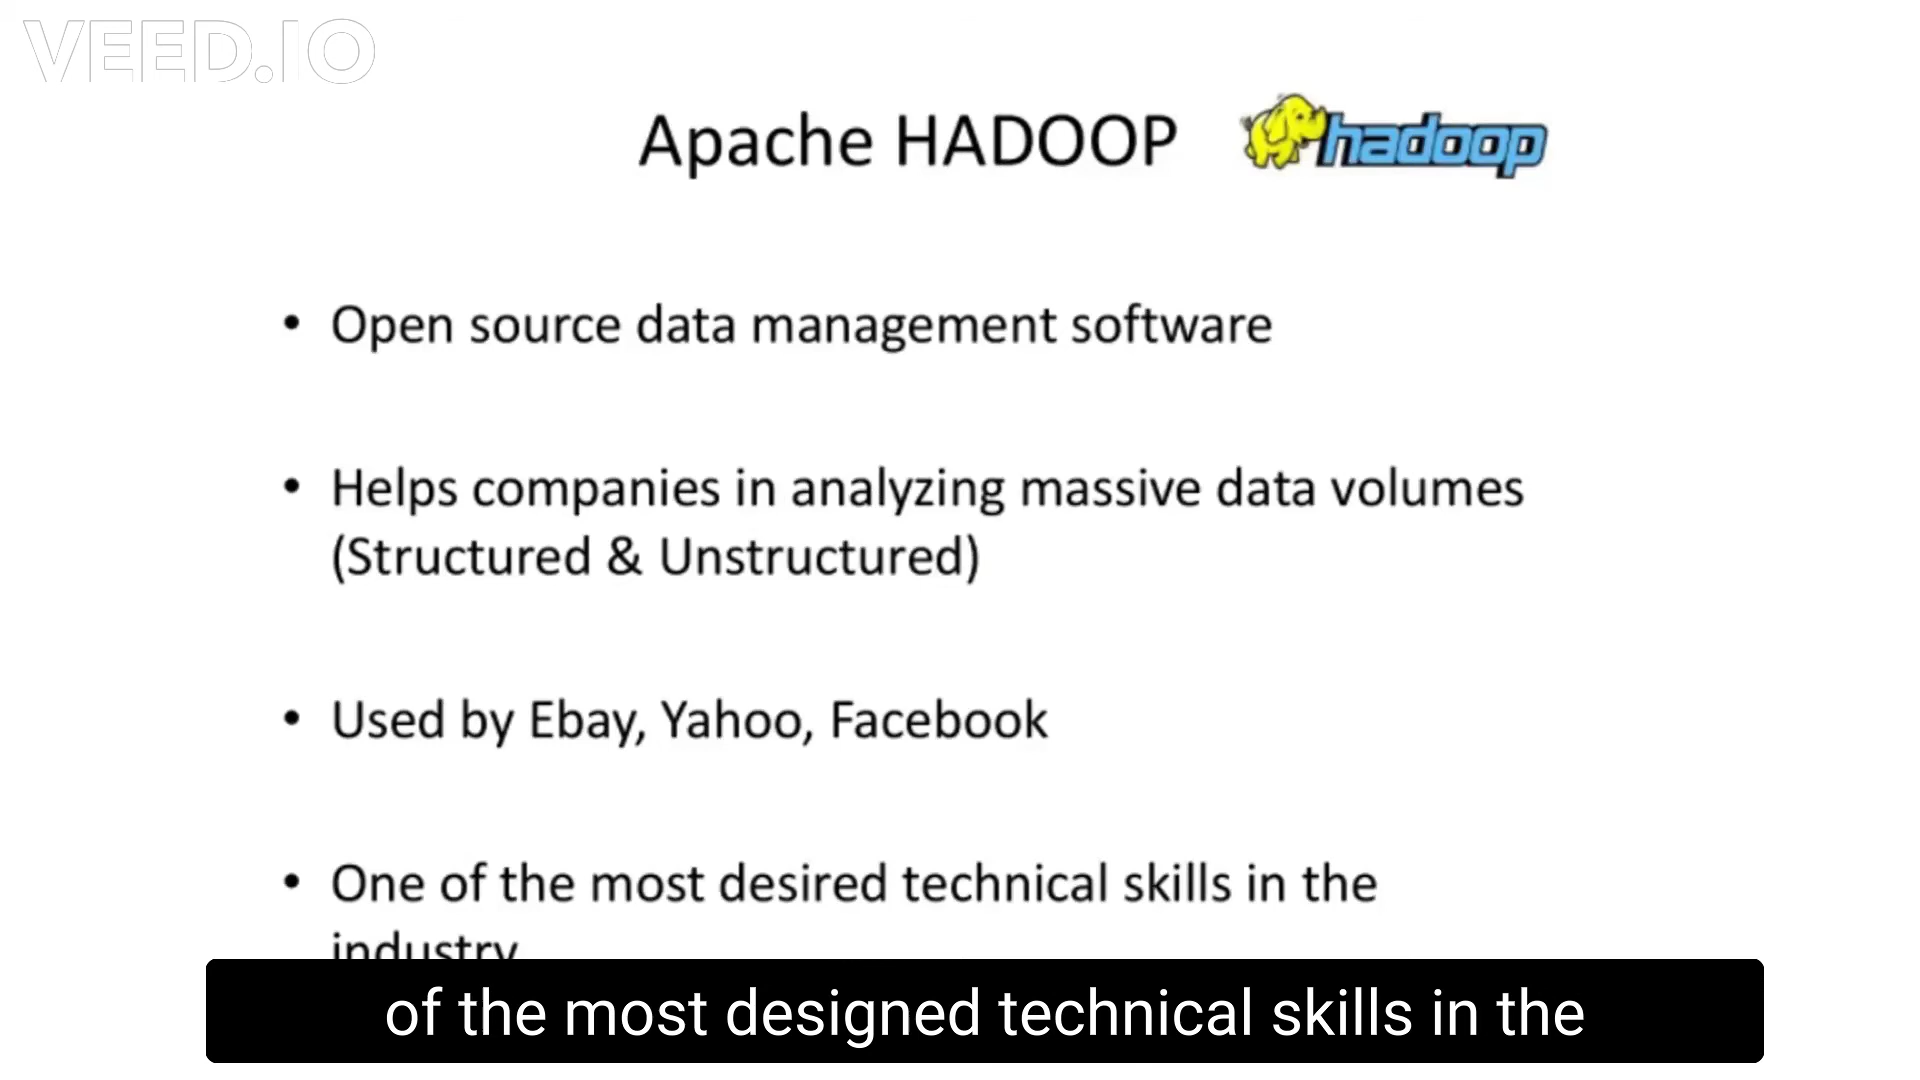 VEED.IO
Apache HADOOP
hadoop
• Open source data management software
• Helps companies in analyzing massive data volumes
(Structured & Unstructured)
• Used by Ebay, Yahoo, Facebook
• One of the most desired technical skills in the
industry
of the most designed technical skills in the